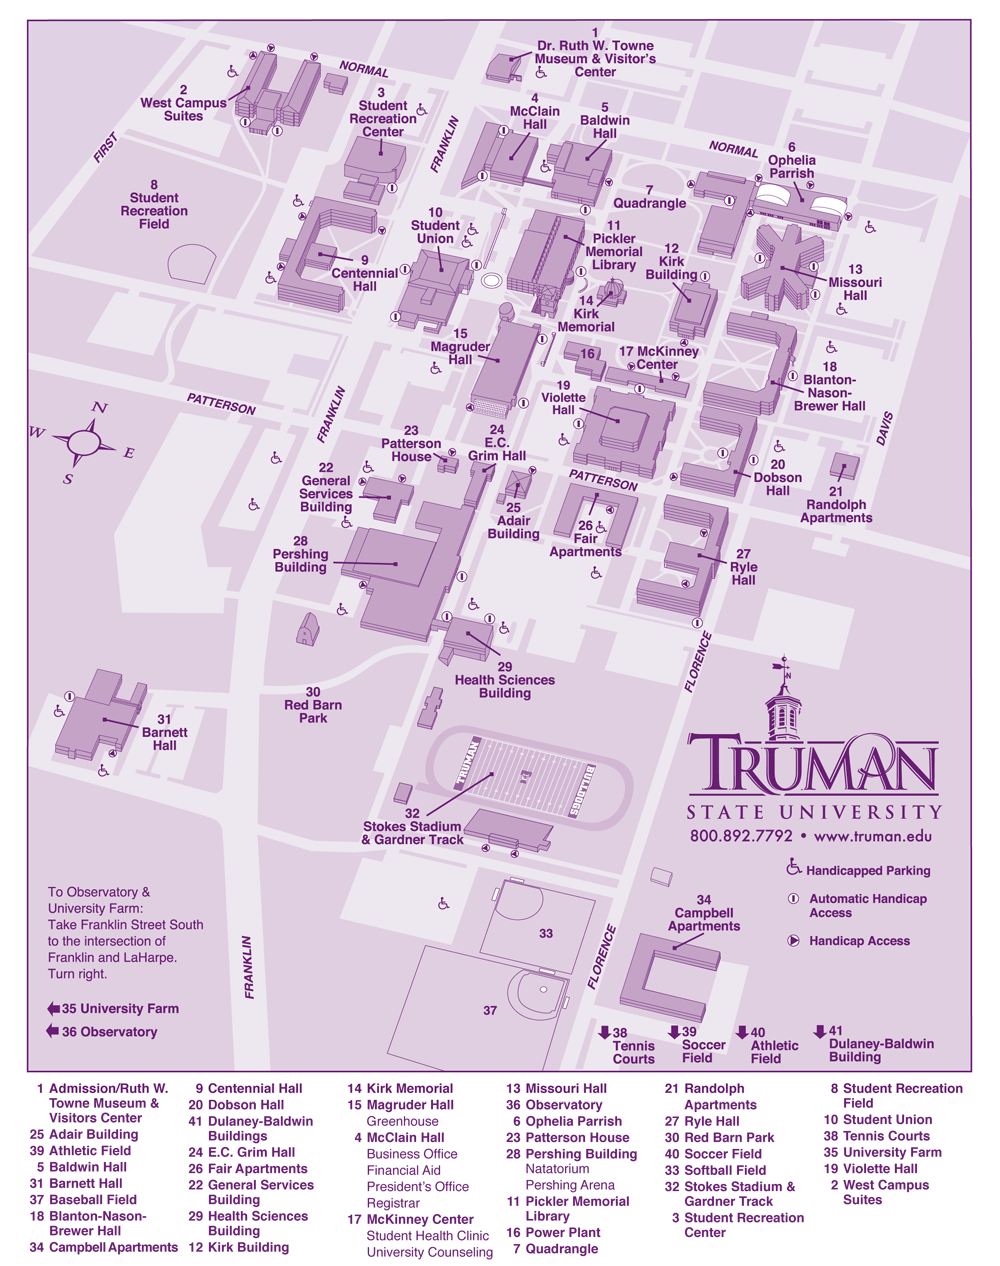 1
Dr. Ruth W. Towne
Museum & Visitor's
Center
NORMAL
2
West Campus
Suites
3
Student
Recreation
Center
FRANKLIN
4
McClain
Hall
5
Baldwin
Hall
FIRST
NORMAL
6
Ophelia
Parrish
8
Student
Recreation
Field
7
Quadrangle
10
Student
Union
11
Pickler
Memorial
Library
12
Kirk
Building
9
Centennial
Hall
13
Missouri
Hall
14
Kirk
Memorial
15
Magruder
Hall
16
17 McKinney
Center
18
Blanton-
Nason-
Brewer Hall
19
Violette
Hall
PATTERSON
FRANKLIN
DAVIS
N
W
E
S
23
Patterson
House
24
E.C.
Grim Hall
22
General
Services
Building
PATTERSON
20
Dobson
Hall
21
Randolph
Apartments
25
Adair
Building
26
Fair
Apartments
28
Pershing
Building
27
Ryle
Hall
29
Health Sciences
Building
FLORENCE
30
Red Barn
Park
31
Barnett
Hall
N
TRUMAN
BULLDOGS
TRUMAN
STATE UNIVERSITY
800.892.7792 • www.truman.edu
32
Stokes Stadium
& Gardner Track
Handicapped Parking
Automatic Handicap
Access
Handicap Access
To Observatory &
University Farm:
Take Franklin Street South
to the intersection of
Franklin and LaHarpe.
Turn right.
34
Campbell
Apartments
33
FRANKLIN
FLORENCE
37
35 University Farm
36 Observatory
38
Tennis
Courts
39
Soccer
Field
40
Athletic
Field
41
Dulaney-Baldwin
Building
1 Admission/Ruth W.
Towne Museum &
Visitors Center
25 Adair Building
39 Athletic Field
5 Baldwin Hall
31 Barnett Hall
37 Baseball Field
18 Blanton-Nason-
Brewer Hall
34 Campbell Apartments
9 Centennial Hall
20 Dobson Hall
41 Dulaney-Baldwin
Buildings
24 E.C. Grim Hall
26 Fair Apartments
22 General Services
Building
29 Health Sciences
Building
12 Kirk Building
14 Kirk Memorial
15 Magruder Hall
Greenhouse
4 McClain Hall
Business Office
Financial Aid
President's Office
Registrar
17 McKinney Center
Student Health Clinic
University Counseling
13 Missouri Hall
36 Observatory
6 Ophelia Parrish
23 Patterson House
28 Pershing Building
Natatorium
Pershing Arena
11 Pickler Memorial
Library
16 Power Plant
7 Quadrangle
21 Randolph
Apartments
27 Ryle Hall
30 Red Barn Park
40 Soccer Field
33 Softball Field
32 Stokes Stadium &
Gardner Track
3 Student Recreation
Center
8 Student Recreation
Field
10 Student Union
38 Tennis Courts
35 University Farm
19 Violette Hall
2 West Campus
Suites